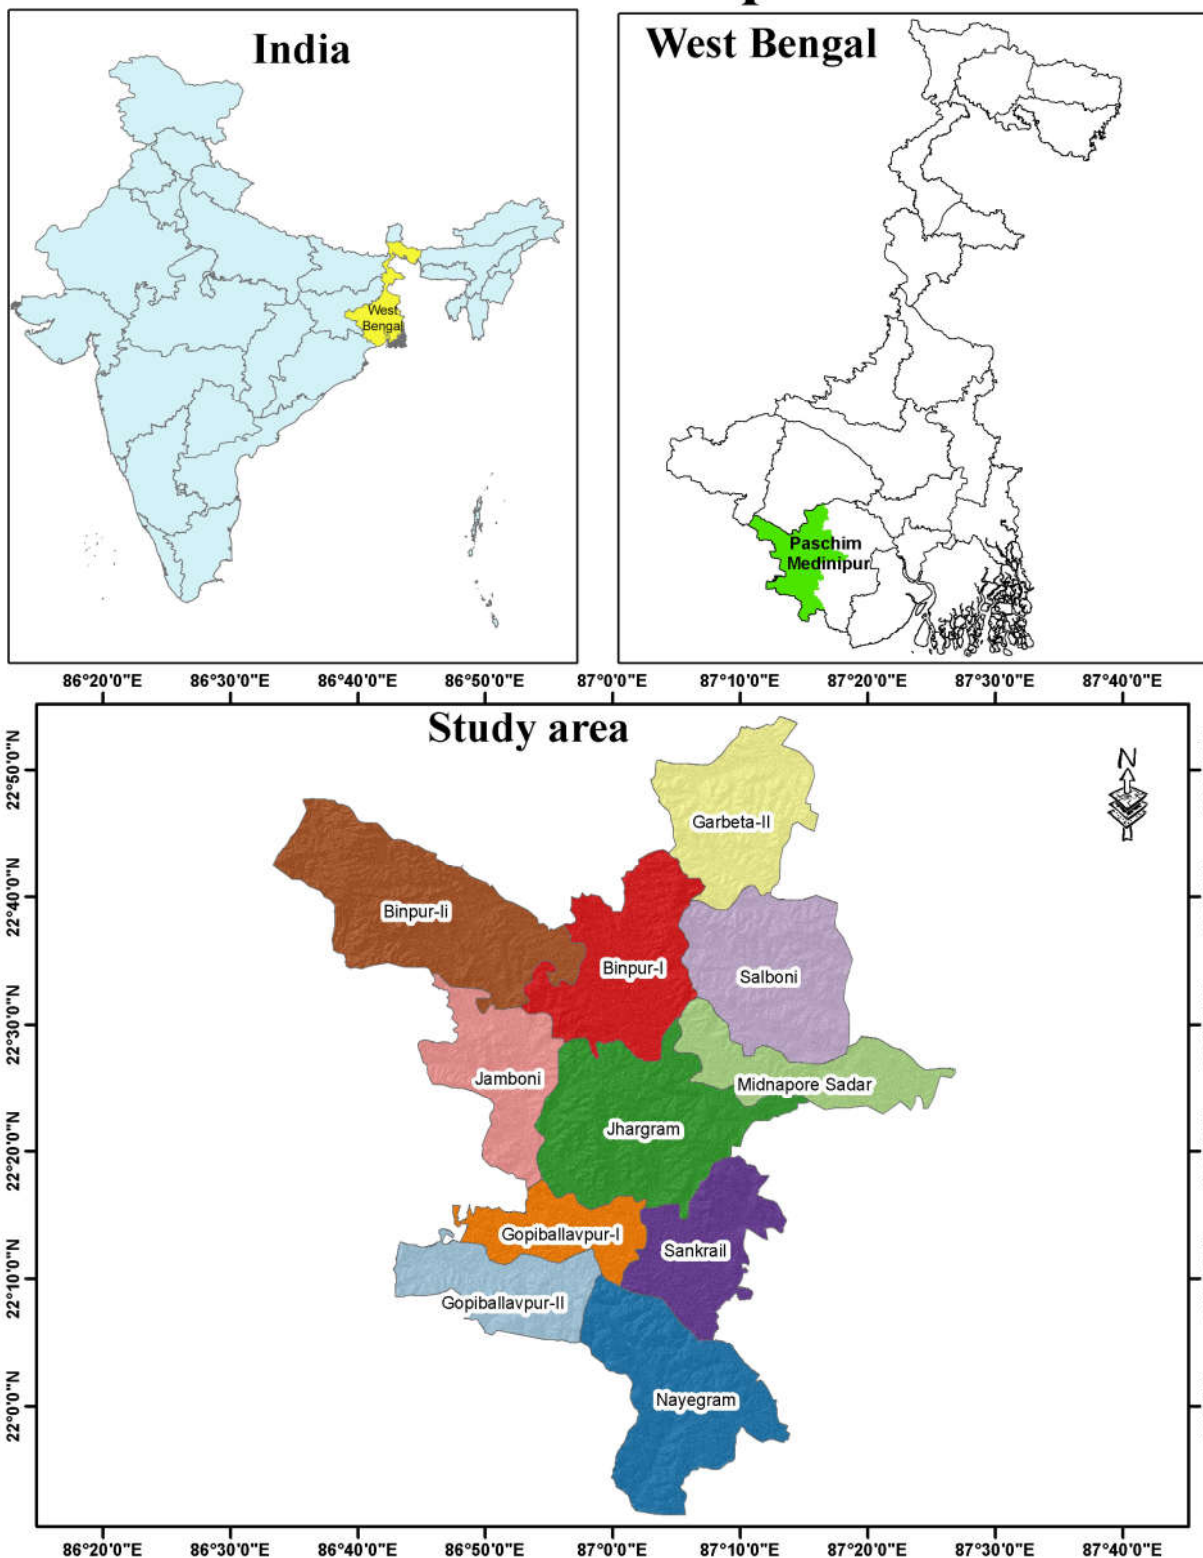 India
West Bengal
West
Bengal
Paschim
Medinipur
86°20'0"E 86°30'0"E 86°40'0"E 86°50'0"E 87°0'0"E 87°10'0"E 87°20'0"E 87°30'0"E 87°40'0"E
Study area
N
22°50'0"N
22°40'0"N
22°30'0"N
22°20'0"N
22°10'0"N
22°0'0"N
Garbeta-II
Binpur-Ii
Binpur-I
Salboni
Jamboni
Midnapore Sadar
Jhargram
Gopiballavpur-I
Sankrail
Gopiballavpur-II
Nayegram
86°20'0"E 86°30'0"E 86°40'0"E 86°50'0"E 87°0'0"E 87°10'0"E 87°20'0"E 87°30'0"E 87°40'0"E